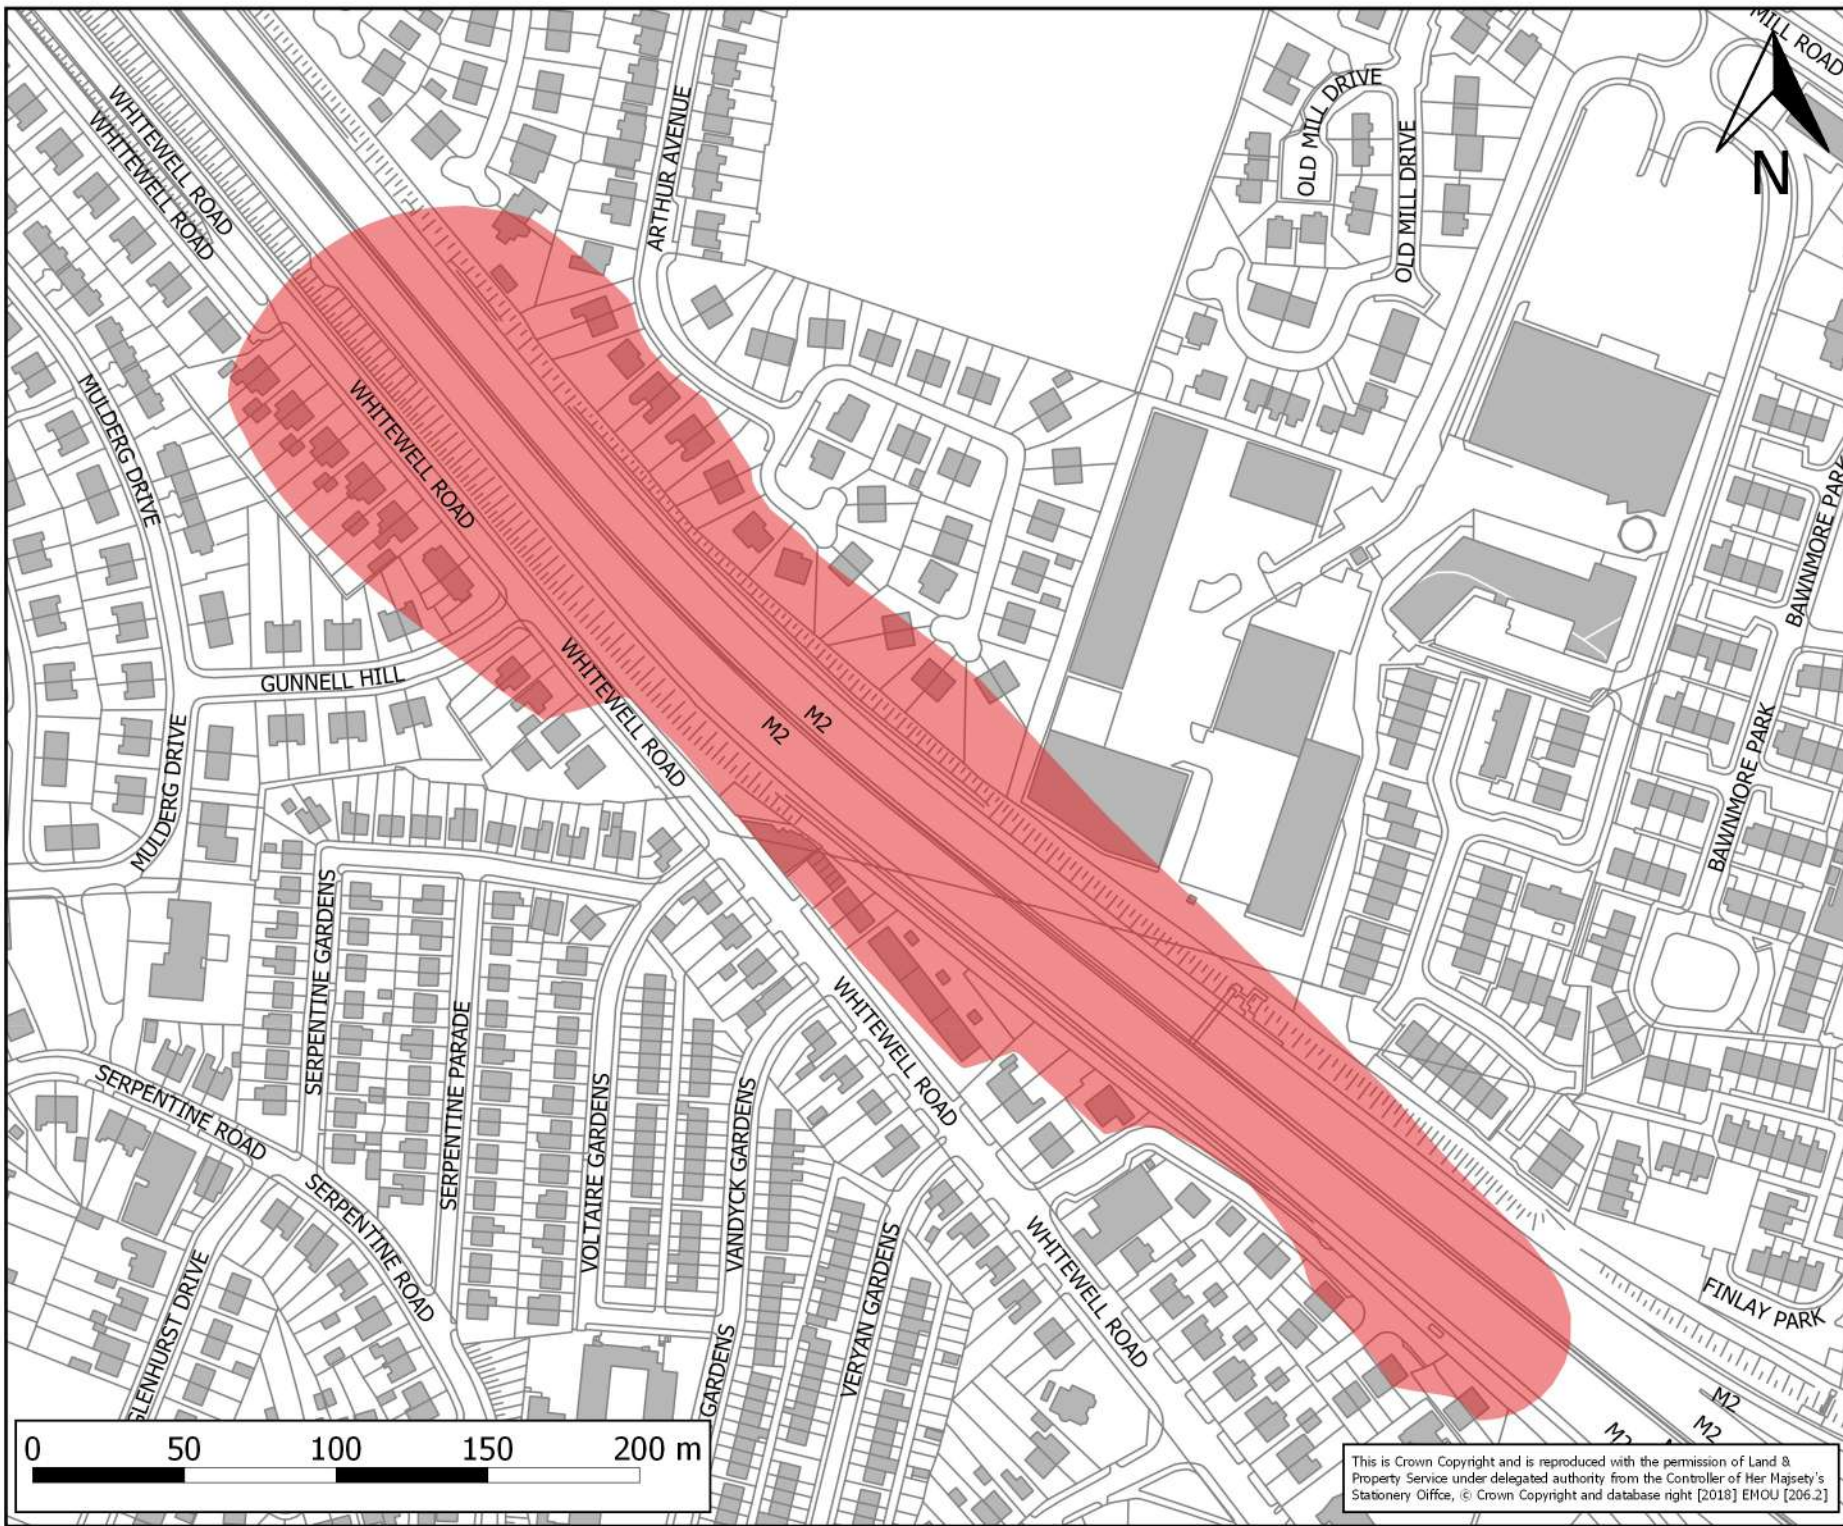 MILL ROAD
N
WHITEWELL ROAD
WHITEWELL ROAD
ARTHUR AVENUE
OLD MILL DRIVE
OLD MILL DRIVE
OLD MILL DRIVE
MULDERG DRIVE
WHITEWELL ROAD
BAWNMORE PARK
GUNNELL HILL
WHITEWELL ROAD
M2
M2
MULDERG DRIVE
BAWNMORE PARK
BAWNMORE PARK
SERPENTINE GARDENS
SERPENTINE PARADE
WHITEWELL ROAD
SERPENTINE ROAD
SERPENTINE ROAD
VOLTAIRE GARDENS
VANDYCK GARDENS
VERYAN GARDENS
WHITEWELL ROAD
FINLAY PARK
GLENHURST DRIVE
GARDENS
M2
M2
M2
0 50 100 150 200 m
This is Crown Copyright and is reproduced with the permission of Land &
Property Service under delegated authority from the Controller of Her Majsety's
Stationery Oiffce, © Crown Copyright and database right [2018] EMOU [206.2]